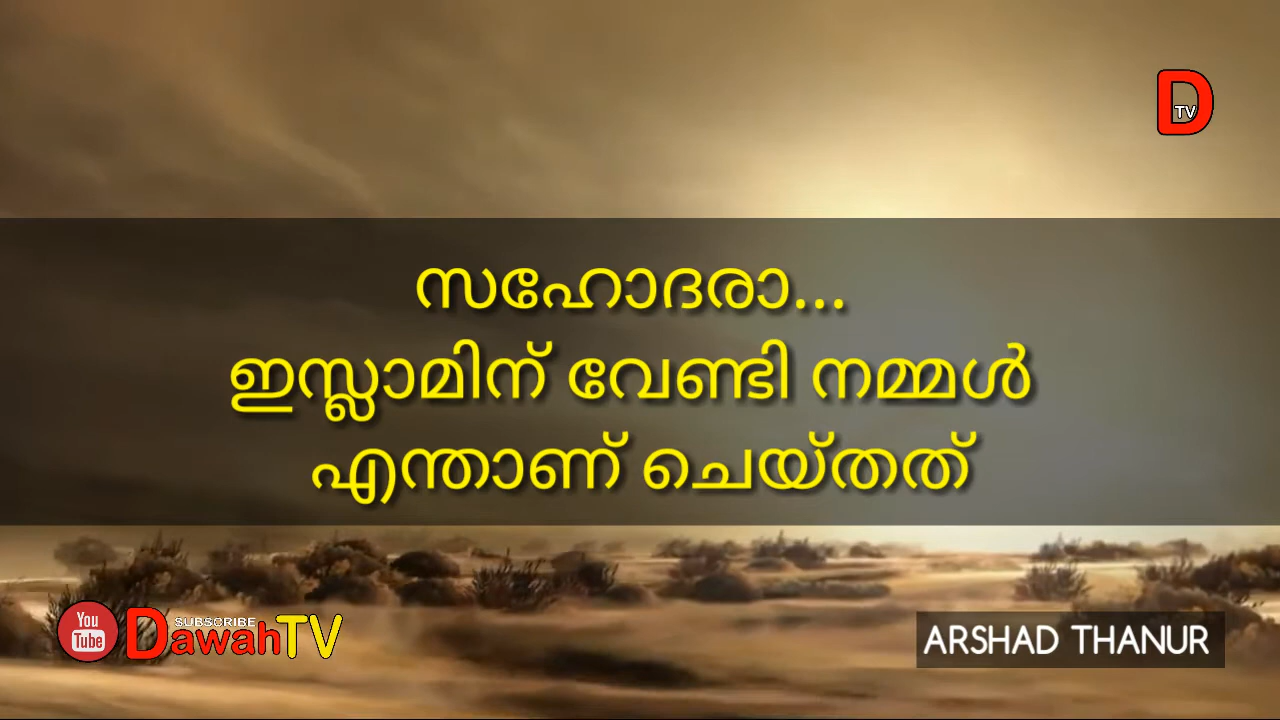 D
TV
സഹോദരാ...
ഇസ്ലാമിന് വേണ്ടി നമ്മൾ
എന്താണ് ചെയ്തത്
You
Tube
SUBSCRIBE
DawahTV
ARSHAD THANUR